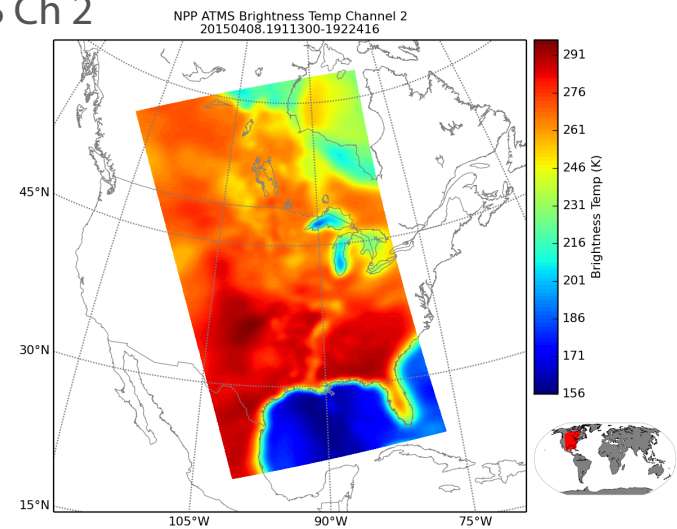 Ch 2
NPP ATMS Brightness Temp Channel 2
20150408.1911300-1922416
45°N
30°N
15°N
105°W
90°W
75°W
291
276
261
246
231
216
201
186
171
156
Brightness Temp (K)